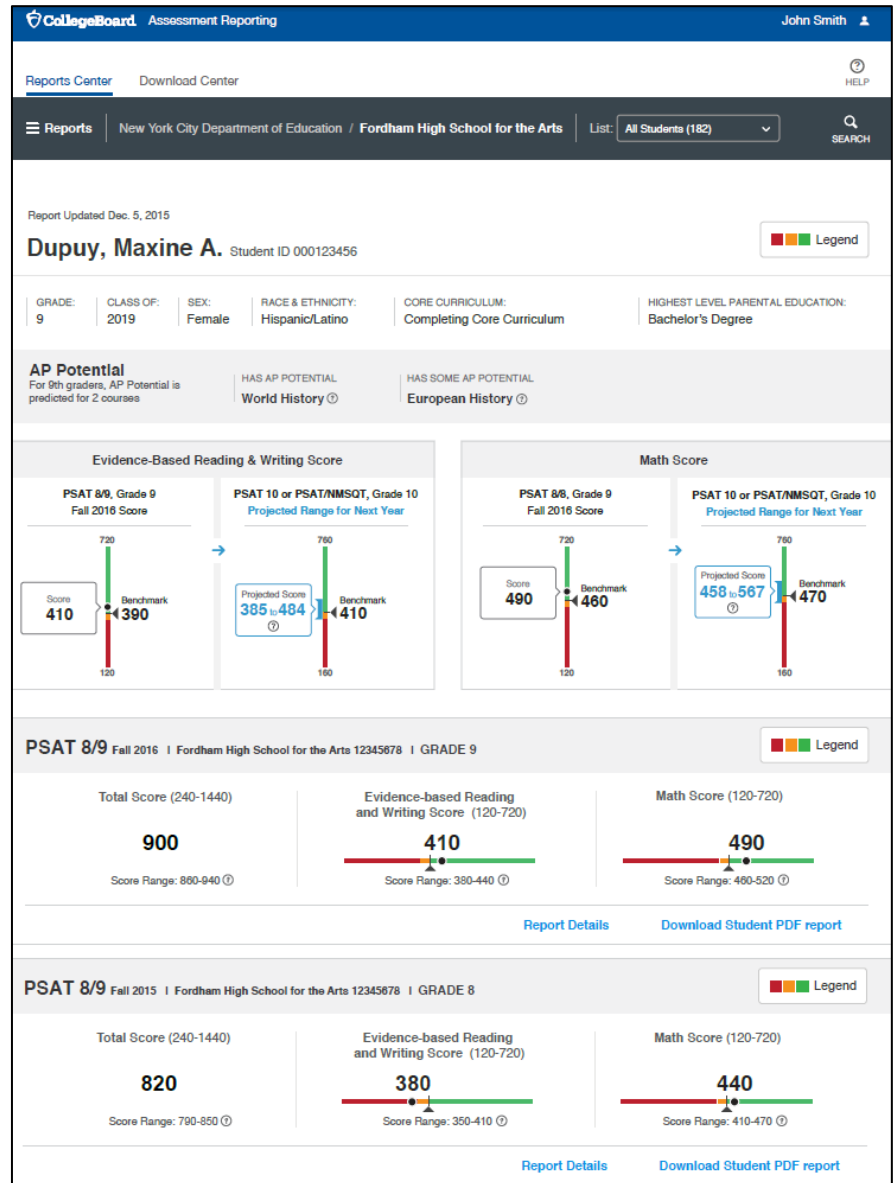 CollegeBoard Assessment Reporting John Smith
Reports Center Download Center HELP
Reports New York City Department of Education / Fordham High School for the Arts List: All Students (182) SEARCH
Report Updated Dec. 5, 2015
Dupuy, Maxine A. Student ID 000123456 Legend
GRADE: CLASS OF: SEX: RACE & ETHNICITY: CORE CURRICULUM: HIGHEST LEVEL PARENTAL EDUCATION:
9 2019 Female Hispanic/Latino Completing Core Curriculum Bachelor's Degree
AP Potential
For 9th graders, AP Potential is
predicted for 2 courses
HAS AP POTENTIAL
World History ?
HAS SOME AP POTENTIAL
European History ?
Evidence-Based Reading & Writing Score
PSAT 8/9, Grade 9
Fall 2016 Score
720
Score
410
Benchmark
390
120
PSAT 10 or PSAT/NMSQT, Grade 10
Projected Range for Next Year
760
Projected Score
385 to 484
?
Benchmark
410
160
Math Score
PSAT 8/8, Grade 9
Fall 2016 Score
720
Score
490
Benchmark
460
120
PSAT 10 or PSAT/NMSQT, Grade 10
Projected Range for Next Year
760
Projected Score
458 to 567
?
Benchmark
470
160
PSAT 8/9 Fall 2016 I Fordham High School for the Arts 12345678 I GRADE 9 Legend
Total Score (240-1440)
900
Score Range: 860-940 ?
Evidence-based Reading
and Writing Score (120-720)
410
Score Range: 380-440 ?
Math Score (120-720)
490
Score Range: 460-520 ?
Report Details Download Student PDF report
PSAT 8/9 Fall 2015 I Fordham High School for the Arts 12345678 I GRADE 8 Legend
Total Score (240-1440)
820
Score Range: 790-850 ?
Evidence-based Reading
and Writing Score (120-720)
380
Score Range: 350-410 ?
Math Score (120-720)
440
Score Range: 410-470 ?
Report Details Download Student PDF report